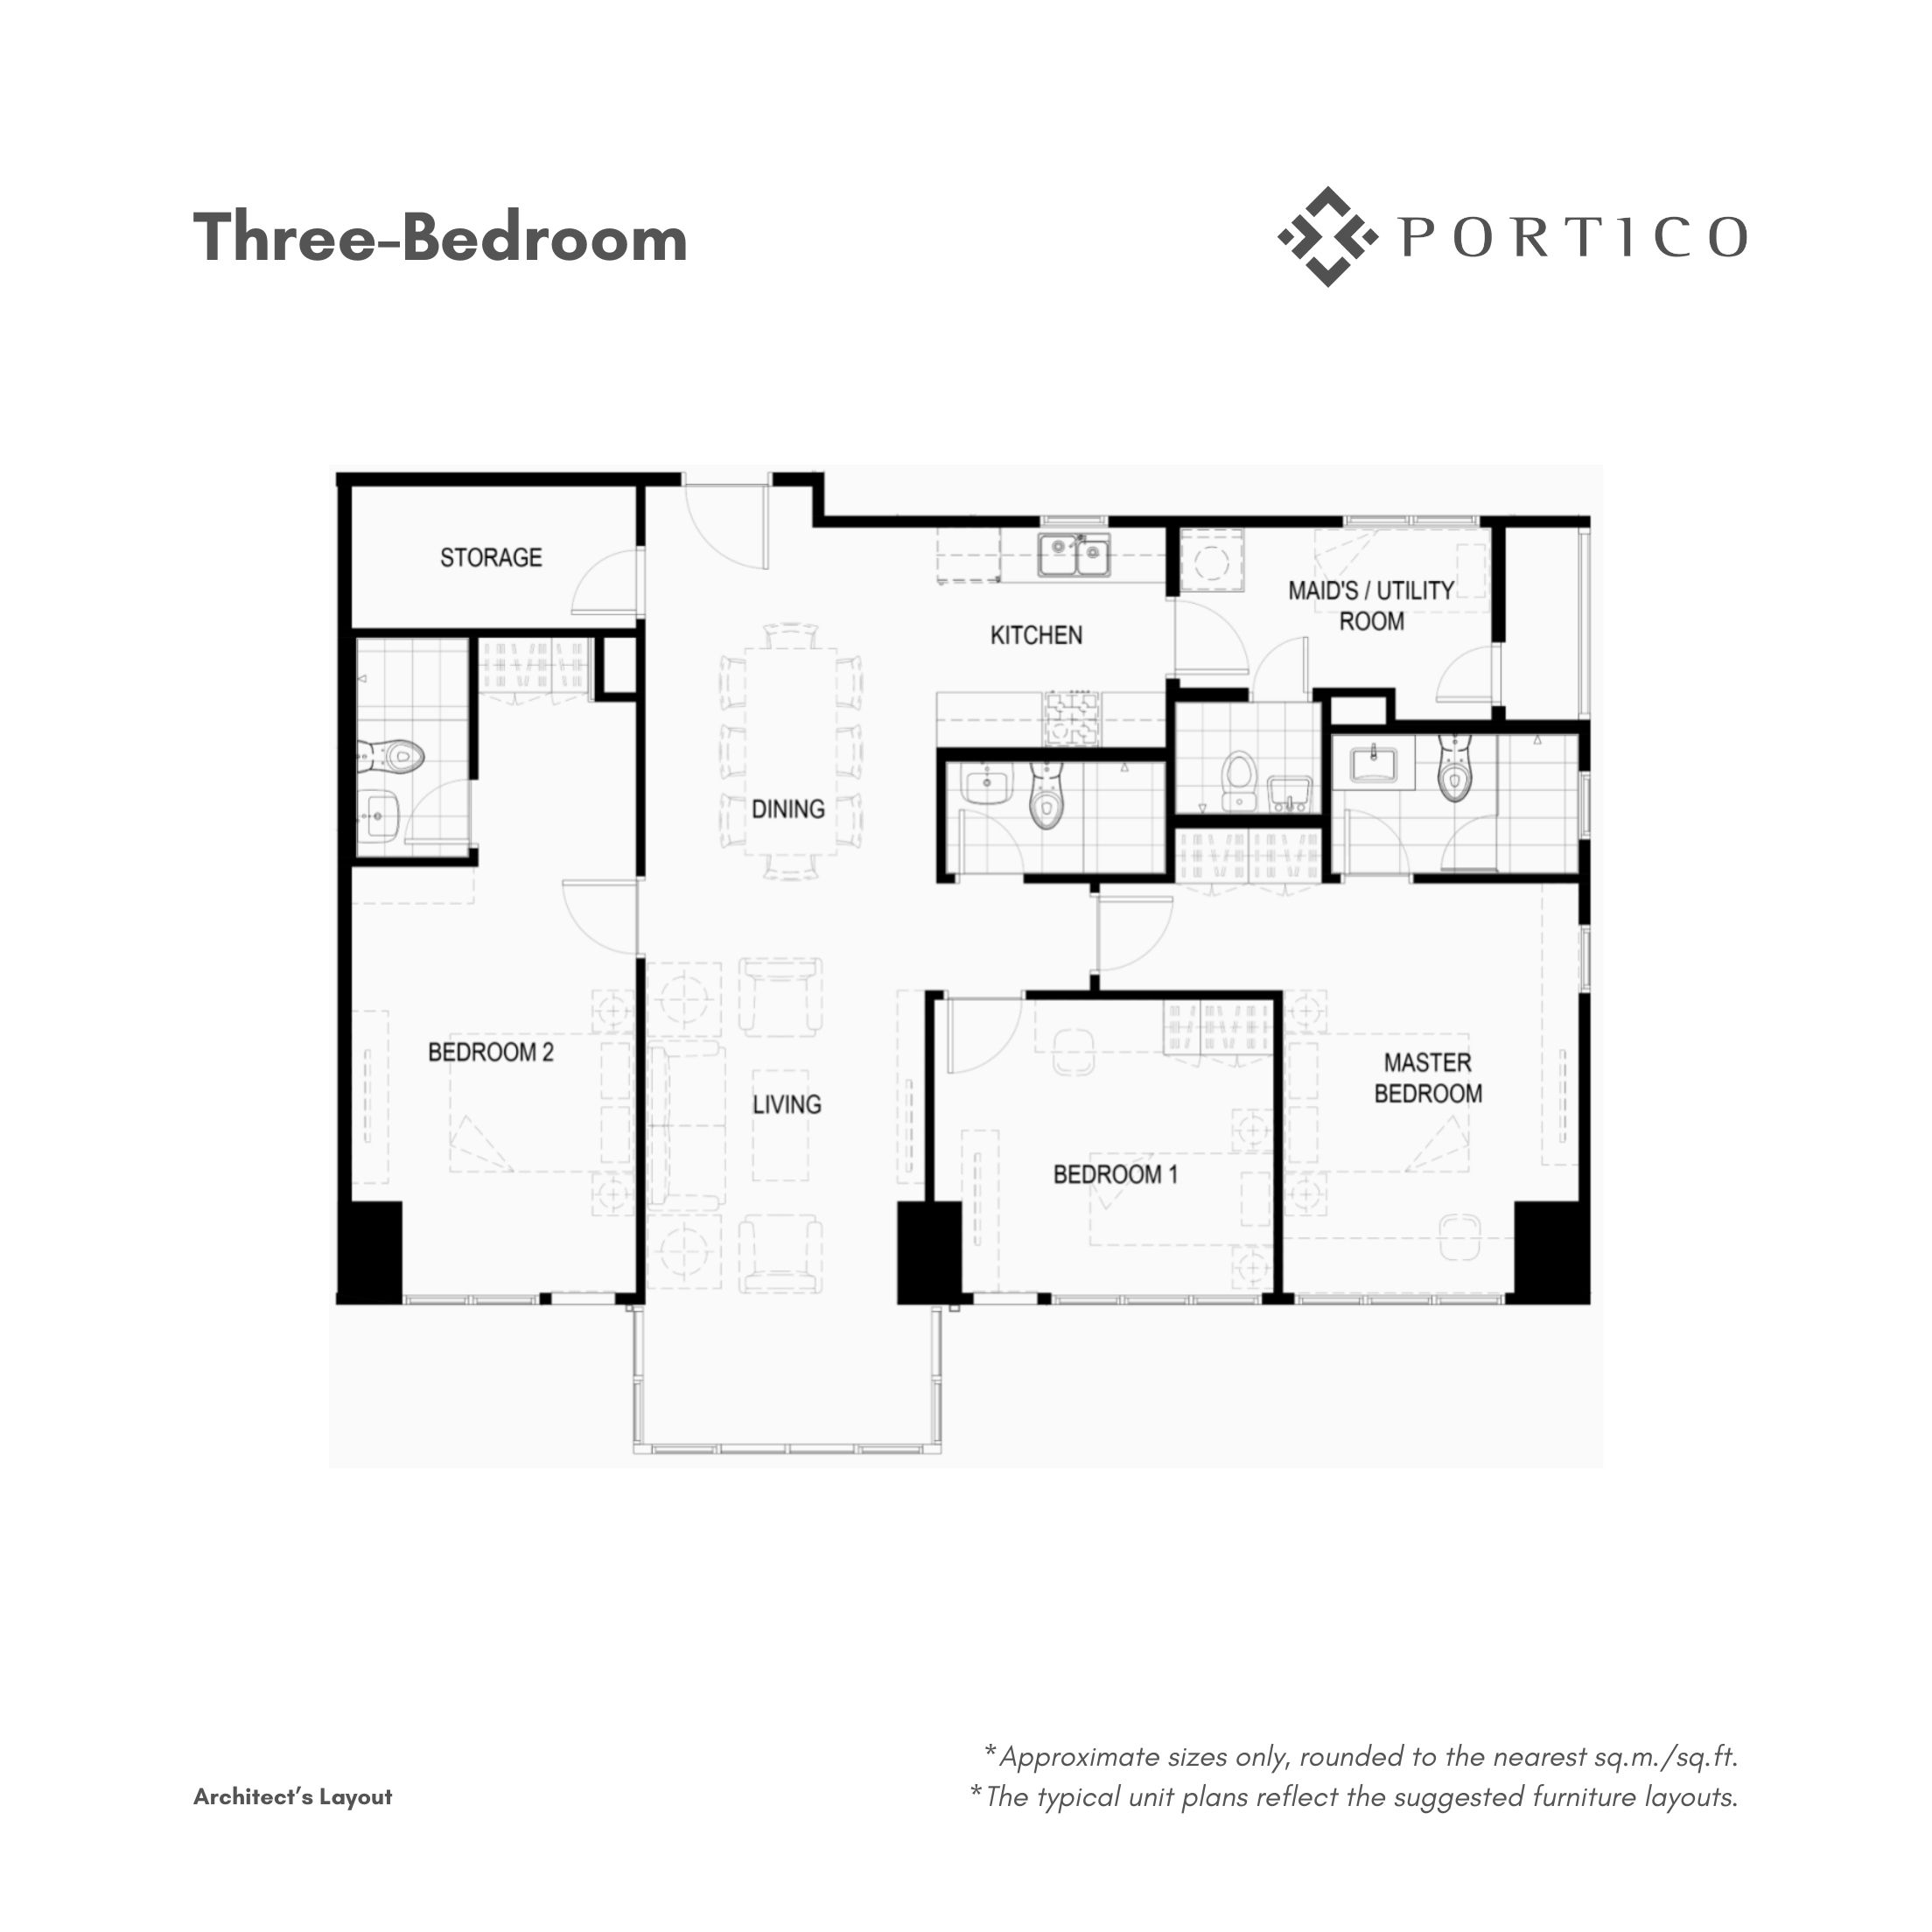 Three-Bedroom
PORTICO
STORAGE
MAID'S / UTILITY
ROOM
KITCHEN
DINING
BEDROOM 2
MASTER
BEDROOM
LIVING
BEDROOM 1
*Approximate sizes only, rounded to the nearest sq.m./sq.ft.
Architect's Layout
*The typical unit plans reflect the suggested furniture layouts.